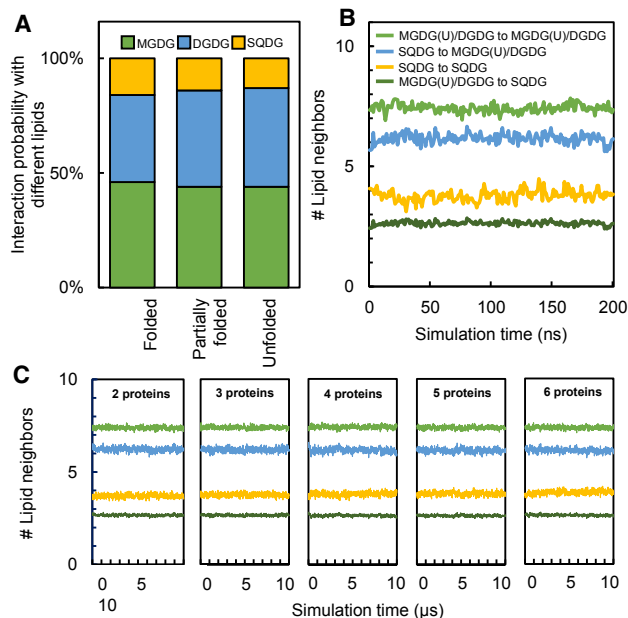 A
MGDG DGDG SQDG
Interaction probability with
different lipids
100%
50%
0%
Folded
Partially
folded
Unfolded
B
MGDG(U)/DGDG to MGDG(U)/DGDG
SQDG to MGDG(U)/DGDG
SQDG to SQDG
MGDG(U)/DGDG to SQDG
# Lipid neighbors
10
5
0
0 50 100 150 200
Simulation time (ns)
C
# Lipid neighbors
10
5
0
2 proteins 3 proteins 4 proteins 5 proteins 6 proteins
0 5 0 5 10 0 5 10 0 5 10 0 5 10
10
Simulation time (µs)